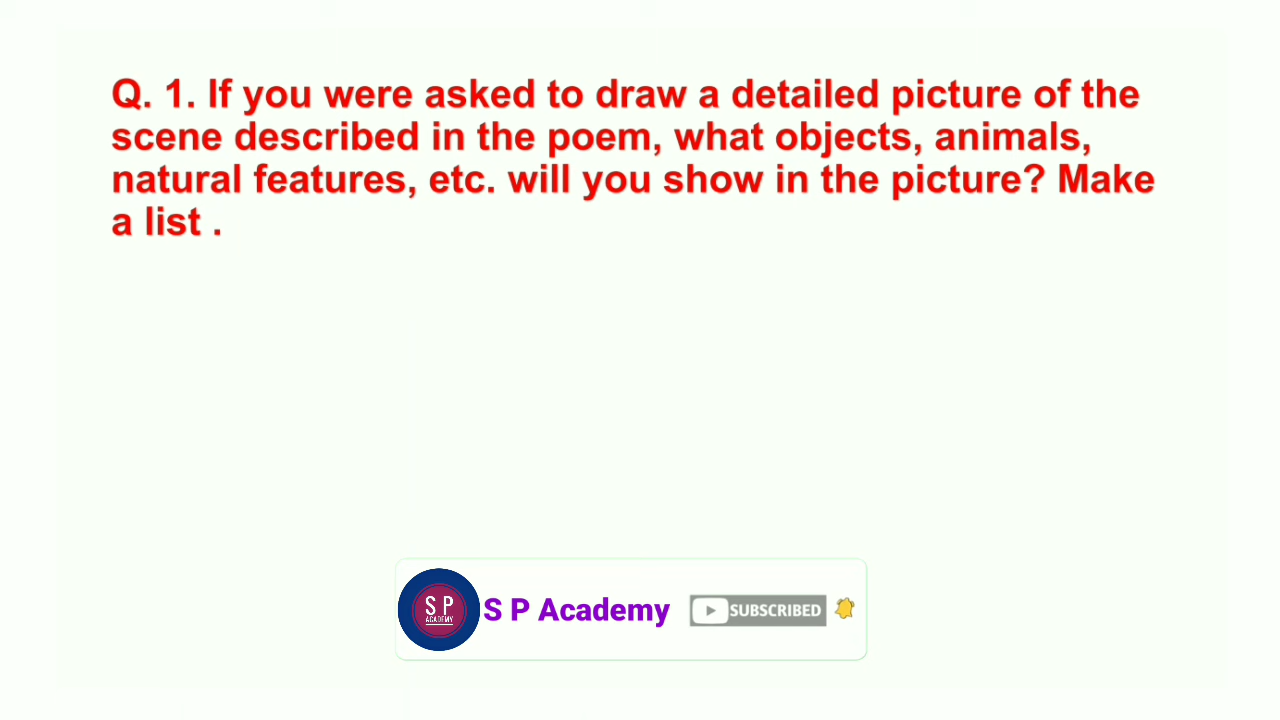 Q. 1. If you were asked to draw a detailed picture of the
scene described in the poem, what objects, animals,
natural features, etc. will you show in the picture? Make
a list .
S P
ACADEMY
S P Academy
SUBSCRIBED